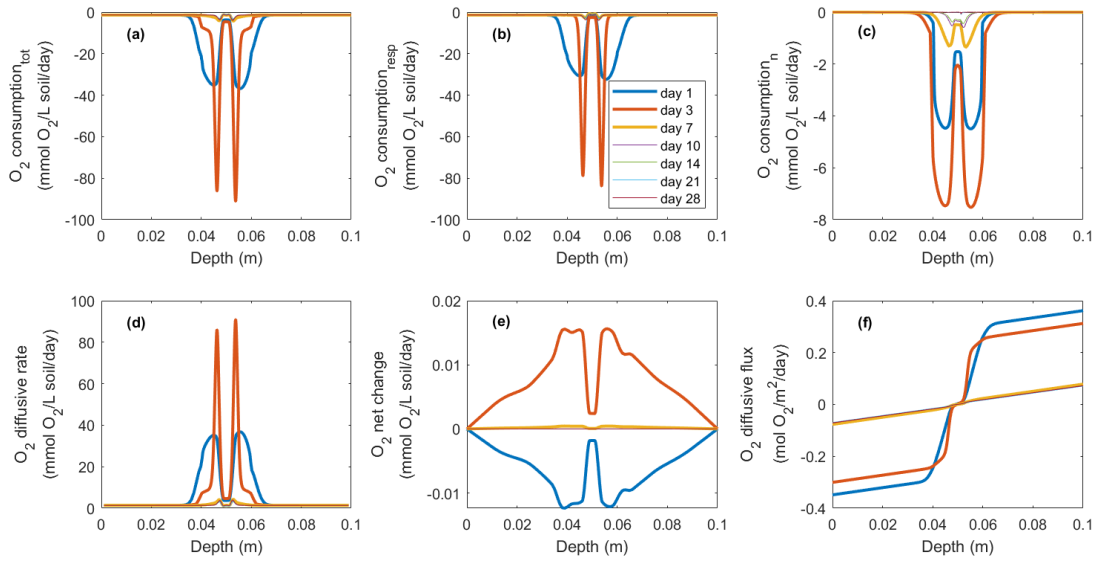 (a)
0
-20
-40
-60
-80
-100
O2 consumptiontot
(mmol O2/L soil/day)
0 0.02 0.04 0.06 0.08 0.1
Depth (m)
(b)
0
-20
-40
-60
-80
-100
O2 consumptionresp
(mmol O2/L soil/day)
day 1
day 3
day 7
day 10
day 14
day 21
day 28
0 0.02 0.04 0.06 0.08 0.1
Depth (m)
(c)
0
-2
-4
-6
-8
O2 consumptionn
(mmol O2/L soil/day)
0 0.02 0.04 0.06 0.08 0.1
Depth (m)
(d)
100
80
60
40
20
0
O2 diffusive rate
(mmol O2/L soil/day)
0 0.02 0.04 0.06 0.08 0.1
Depth (m)
(e)
0.02
0.01
0
-0.01
O2 net change
(mmol O2/L soil/day)
0 0.02 0.04 0.06 0.08 0.1
Depth (m)
(f)
0.4
0.2
0
-0.2
-0.4
O2 diffusive flux
(mol O2/m2/day)
0 0.02 0.04 0.06 0.08 0.1
Depth (m)